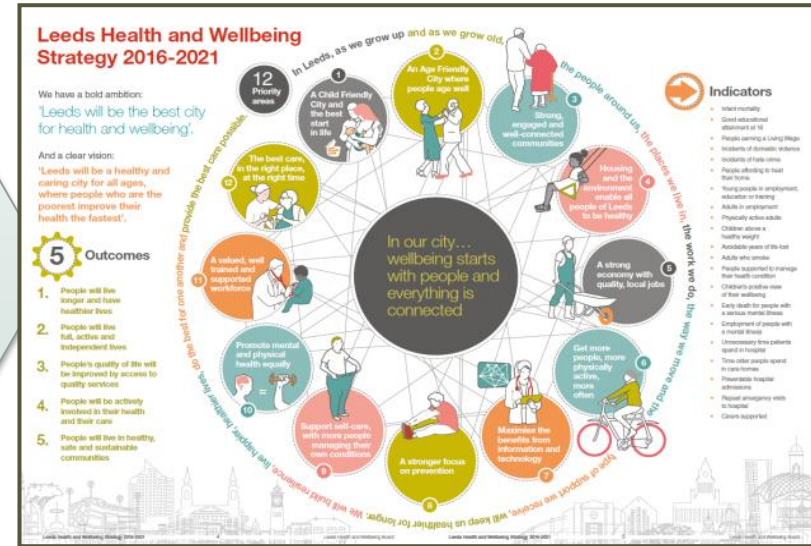 Leeds Health and Wellbeing
Strategy 2016-2021
We have a bold ambition:
'Leeds will be the best city
for health and wellbeing'.
And a clear vision:
'Leeds will be a healthy and
caring city for all ages,
where people who are the
poorest improve their
health the fastest'.
5 Outcomes
1. People will live
longer and have
healthier lives
2. People will live
full, active and
independent lives
3. People's quality of life will
be improved by access to
quality services
4. People will be actively
involved in their health
and their care
5. People will live in healthy,
safe and sustainable
communities
12
Priority
areas
In Leeds, as we grow up and as we grow old, the people around us, the places we live in, the work we do, the way we move and the type of support we receive, will keep us healthier for longer. We will build resilience, live happier, healthier lives, do the best for one another and provide the best care possible.
1
A Child Friendly
City and the
best start
in life
2
An Age Friendly
City where
people age well
3
Strong,
engaged and
well-connected
communities
4
Housing
and the
environment enable
all people of Leeds
to be healthy
5
A strong
economy with
quality, local jobs
6
Get more
people, more
physically
active,
more
often
7
Maximise the
benefits from
information and
technology
8
A stronger focus
on prevention
9
Support self-care,
with more people
managing their
own conditions
10
Promote mental
and physical
health equally
11
A valued, well
trained and
supported
workforce
12
The best care,
in the right place,
at the right time
In our city...
wellbeing starts
with people and
everything is
connected
Indicators
Infant mortality
Good educational
attainment at 16
People earning a Living Wage
Incidents of domestic violence
Incidents of hate crime
People affording to heat
their home
Young people in employment,
education or training
Adults in employment
Physically active adults
Children above a
healthy weight
Avoidable years of life lost
Adults who smoke
People supported to manage
their health condition
Children's positive view
of their wellbeing
Early death for people with
a serious mental illness
Employment of people with
a mental illness
Unnecessary time patients
spend in hospital
Time older people spend
in care homes
Preventable hospital
admissions
Repeat emergency visits
to hospital
Carers supported
Leeds Health and Wellbeing Strategy 2016-2021
Leeds Health and Wellbeing Board
Leeds Health and Wellbeing Strategy 2016-2021
Leeds Health and Wellbeing Board